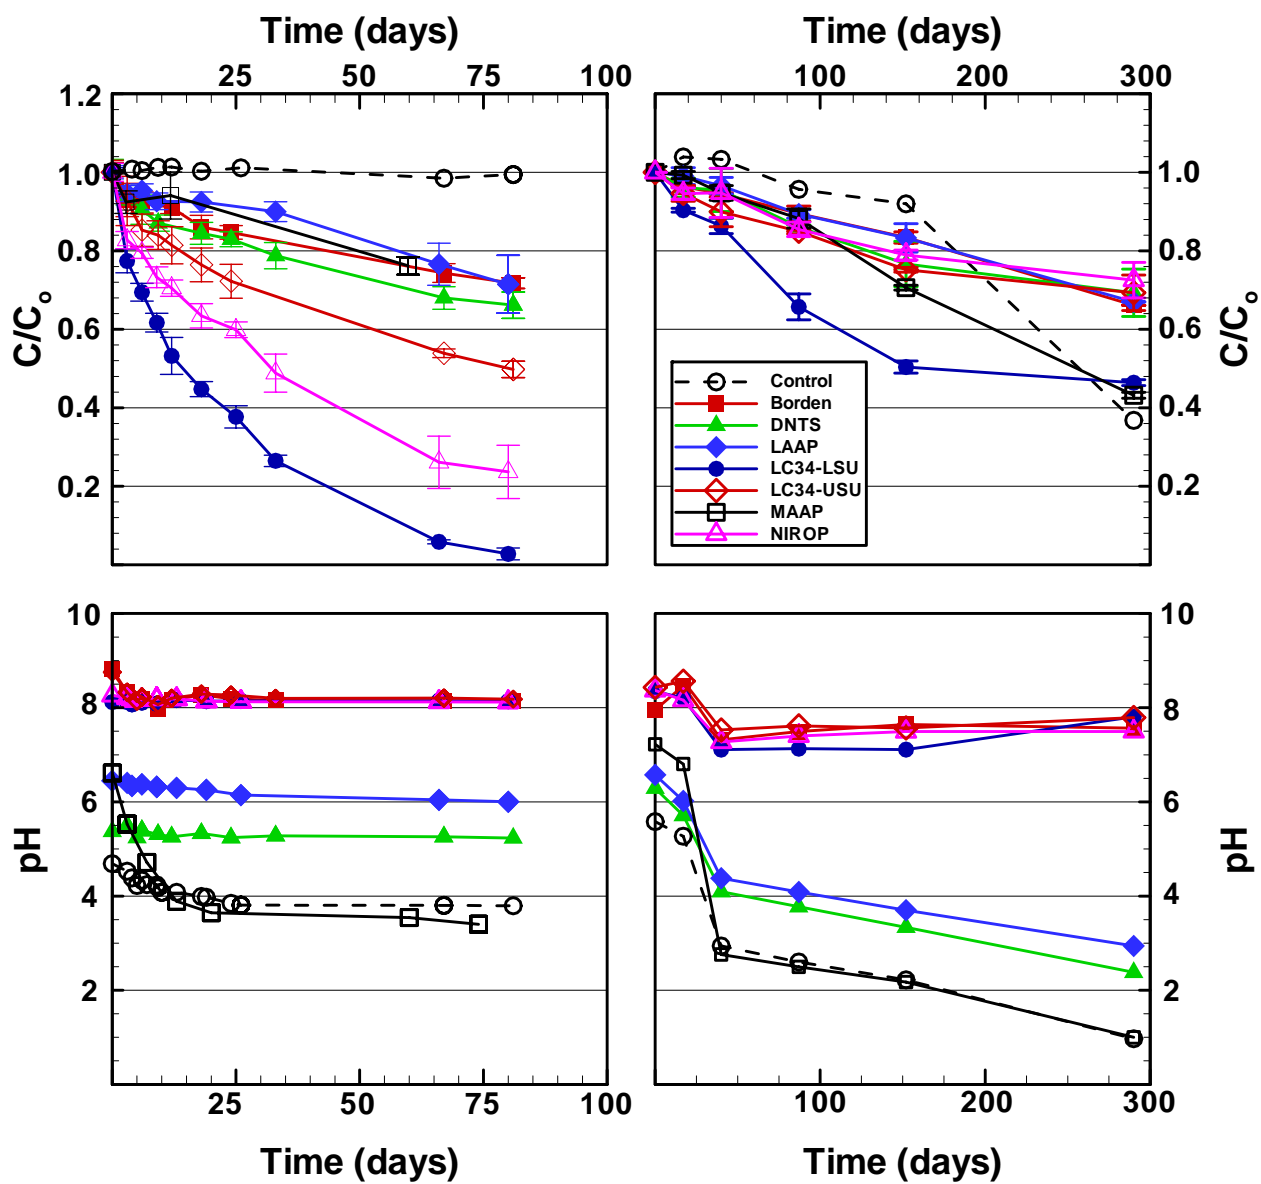 Time (days) Time (days)
25 50 75 100 100 200 300
1.2
1.0 1.0
0.8 0.8
C/Co C/Co
0.6 0.6
Control
Borden
0.4 0.4
DNTS
LAAP
LC34-LSU
0.2 0.2
LC34-USU
MAAP
NIROP
10 10
8 8
6 6
pH pH
4 4
2 2
25 50 75 100 100 200 300
Time (days) Time (days)